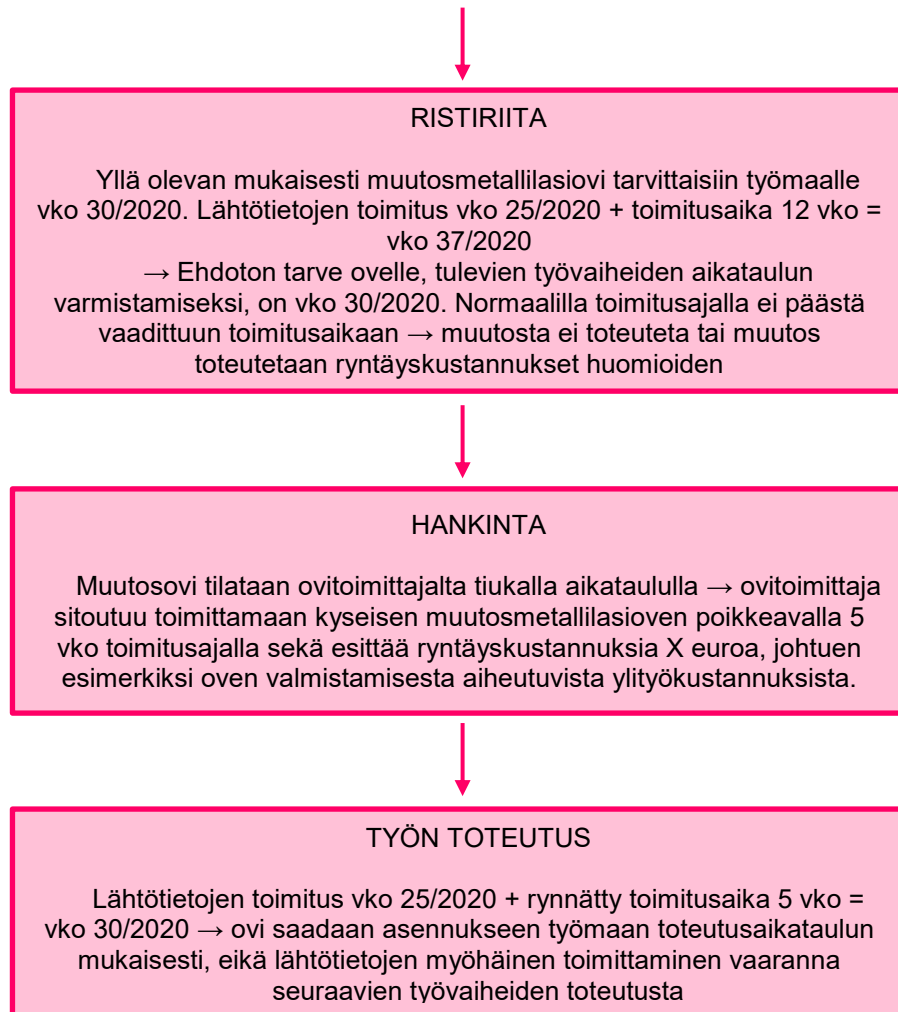 RISTIRIITA
Yllä olevan mukaisesti muutosmetallilasiovi tarvittaisiin työmaalle
vko 30/2020. Lähtötietojen toimitus vko 25/2020 + toimitusaika 12 vko =
vko 37/2020
→ Ehdoton tarve ovelle, tulevien työvaiheiden aikataulun
varmistamiseksi, on vko 30/2020. Normaalilla toimitusajalla ei päästä
vaadittuun toimitusaikaan → muutosta ei toteuteta tai muutos
toteutetaan ryntäyskustannukset huomioiden
HANKINTA
Muutosovi tilataan ovitoimittajalta tiukalla aikataululla → ovitoimittaja
sitoutuu toimittamaan kyseisen muutosmetallilasioven poikkeavalla 5
vko toimitusajalla sekä esittää ryntäyskustannuksia X euroa, johtuen
esimerkiksi oven valmistamisesta aiheutuvista ylityökustannuksista.
TYÖN TOTEUTUS
Lähtötietojen toimitus vko 25/2020 + rynnätty toimitusaika 5 vko =
vko 30/2020 → ovi saadaan asennukseen työmaan toteutusaikataulun
mukaisesti, eikä lähtötietojen myöhäinen toimittaminen vaaranna
seuraavien työvaiheiden toteutusta